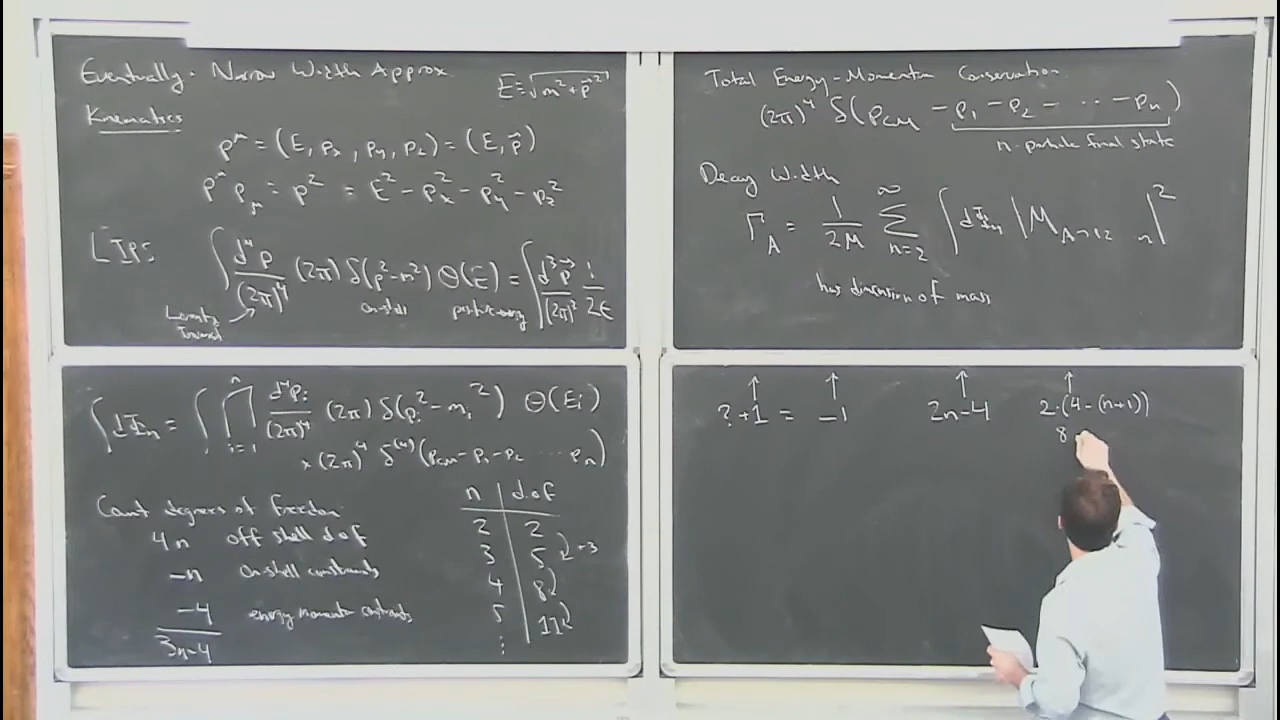 Eventually. Narrow Width Approx.
E = √(m² + p⃗²)
Kinematics
p^μ = (E, p_x, p_y, p_z) = (E, p⃗)
p^μ p_μ = p² = E² - p_x² - p_y² - p_z²
LIPS
∫ d⁴p/(2π)⁴ (2π) δ(p²-m²) Θ(E) = ∫ d³p⃗/(2π)³ 1/2E
Lorentz Invariant
on-shell
positive energy
∫dΦ_n = ∫ ∏_{i=1}^{n} d⁴p_i/(2π)⁴ (2π) δ(p_i² - m_i²) Θ(E_i)
× (2π)⁴ δ⁽⁴⁾(p_CM - p_1 - p_2 ... p_n)
Count degrees of freedom
4n off shell d.o.f
-n on-shell constraints
-4 energy momentum contraints
3n-4
n d.o.f
2 2
3 5 +3
4 8
5 11
⋮
Total Energy-Momentum Conservation
(2π)⁴ δ(p_CM - p_1 - p_2 - ... - p_n)
n-particle final state
Decay Width
Γ_A = 1/2M ∑_{n=2}^{∞} ∫dΦ_n |M_{A→12 n}|²
has dimension of mass
↑ ↑ ↑ ↑
? + 1 = -1 2n-4 2·(4-(n+1))
8